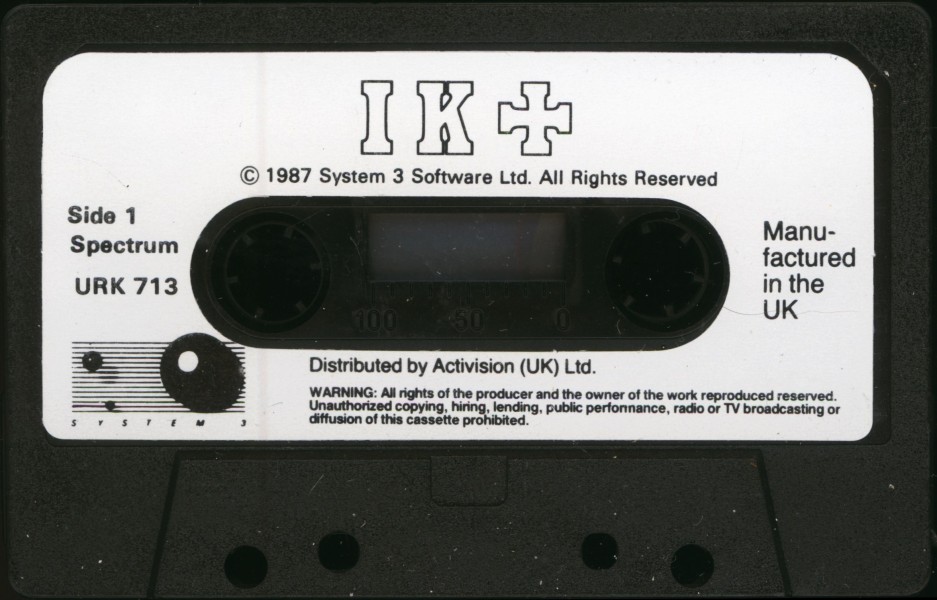 IK+
© 1987 System 3 Software Ltd. All Rights Reserved
Side 1
Spectrum
URK 713
Manu-
factured
in the
UK
100 50 0
SYSTEM 3
Distributed by Activision (UK) Ltd.
WARNING: All rights of the producer and the owner of the work reproduced reserved.
Unauthorized copying, hiring, lending, public performance, radio or TV broadcasting or
diffusion of this cassette prohibited.